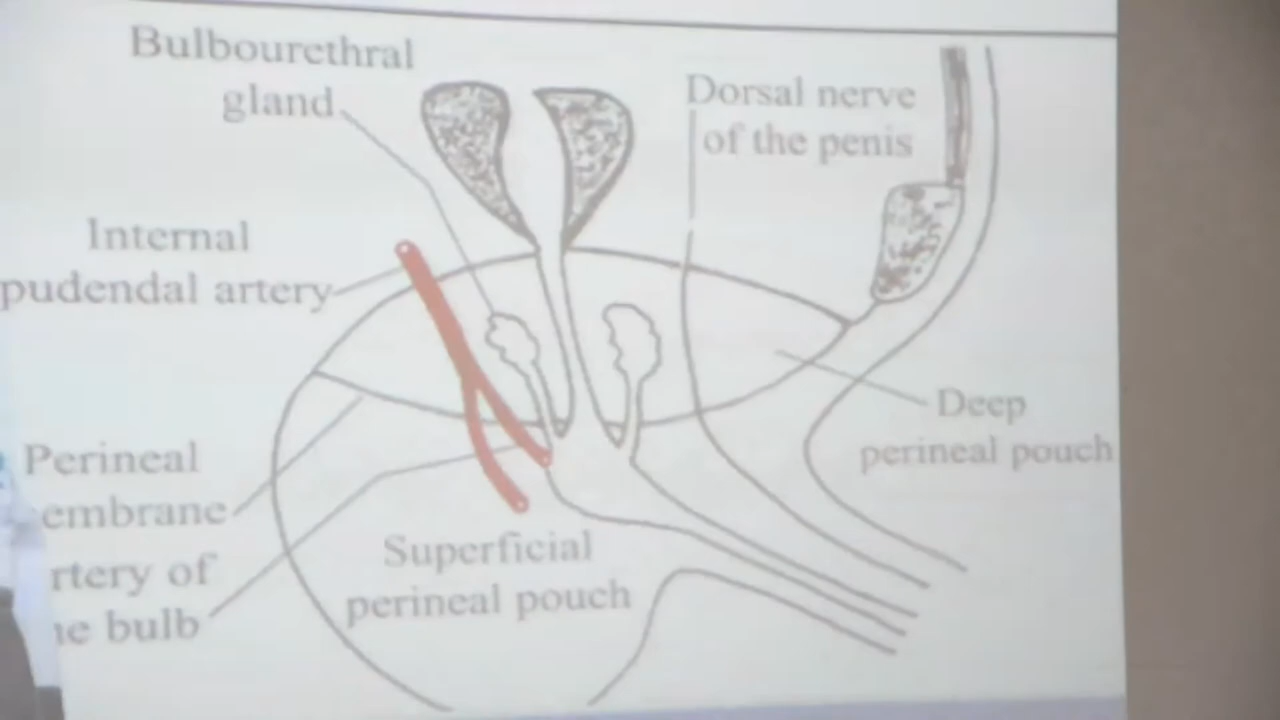 Bulbourethral
gland
Dorsal nerve
of the penis
Internal
pudendal artery
Deep
perineal pouch
Perineal
embrane
rtery of
e bulb
Superficial
perineal pouch